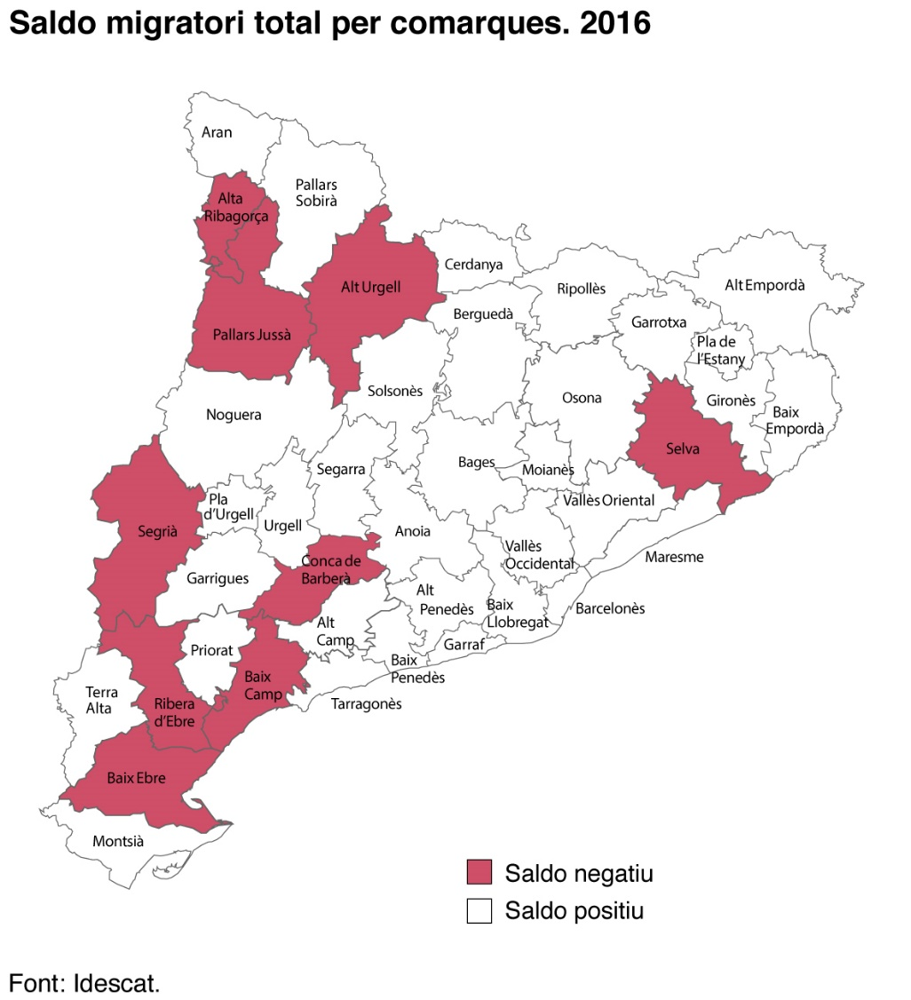 Saldo migratori total per comarques. 2016
Aran
Pallars
Sobirà
Alta
Ribagorça
Cerdanya
Alt Urgell
Ripollès
Alt Empordà
Berguedà
Garrotxa
Pallars Jussà
Pla de
l'Estany
Solsonès
Osona
Gironès
Noguera
Baix
Empordà
Selva
Bages
Segarra
Moianès
Pla
d'Urgell
Vallès Oriental
Urgell
Segrià
Anoia
Vallès
Occidental
Maresme
Conca de
Barberà
Garrigues
Alt
Penedès
Baix
Llobregat
Barcelonès
Alt
Camp
Garraf
Priorat
Baix
Penedès
Baix
Camp
Terra
Alta
Ribera
d'Ebre
Tarragonès
Baix Ebre
Montsià
Saldo negatiu
Saldo positiu
Font: Idescat.